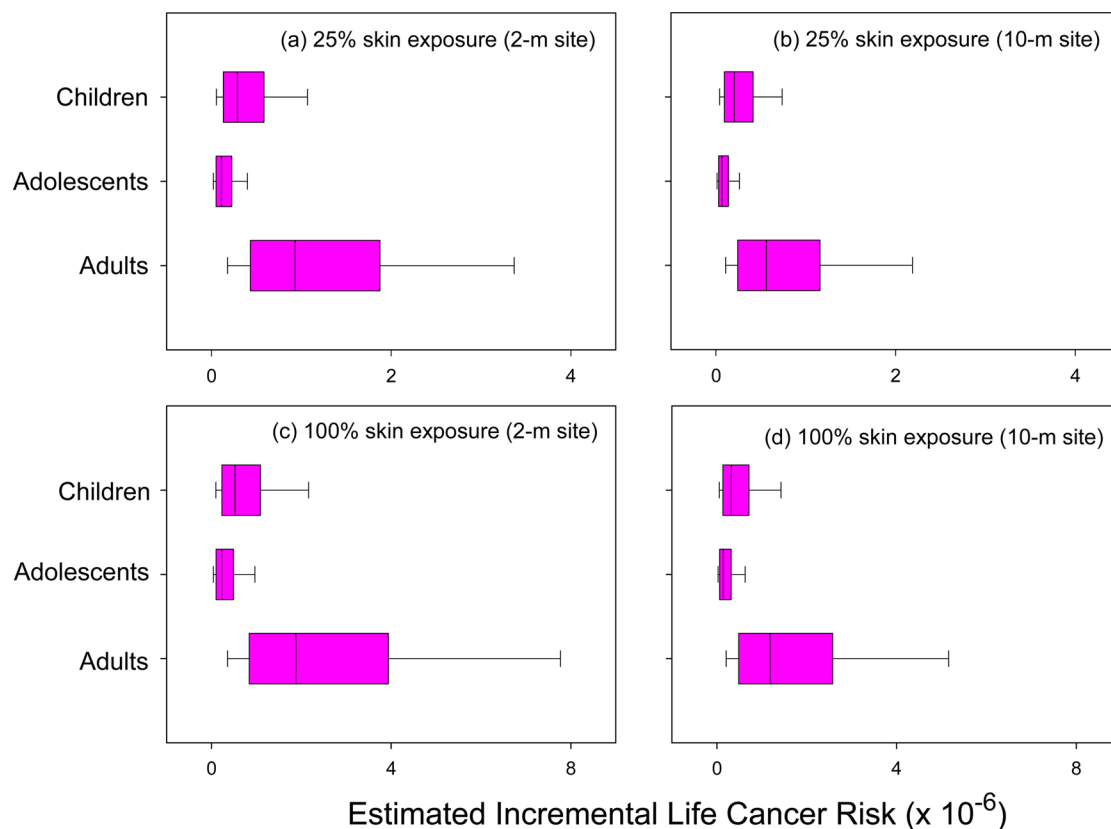 (a) 25% skin exposure (2-m site)
(b) 25% skin exposure (10-m site)
Children
Adolescents
Adults
0 2 4
0 2 4
(c) 100% skin exposure (2-m site)
(d) 100% skin exposure (10-m site)
Children
Adolescents
Adults
0 4 8
0 4 8
Estimated Incremental Life Cancer Risk (x 10⁻⁶)